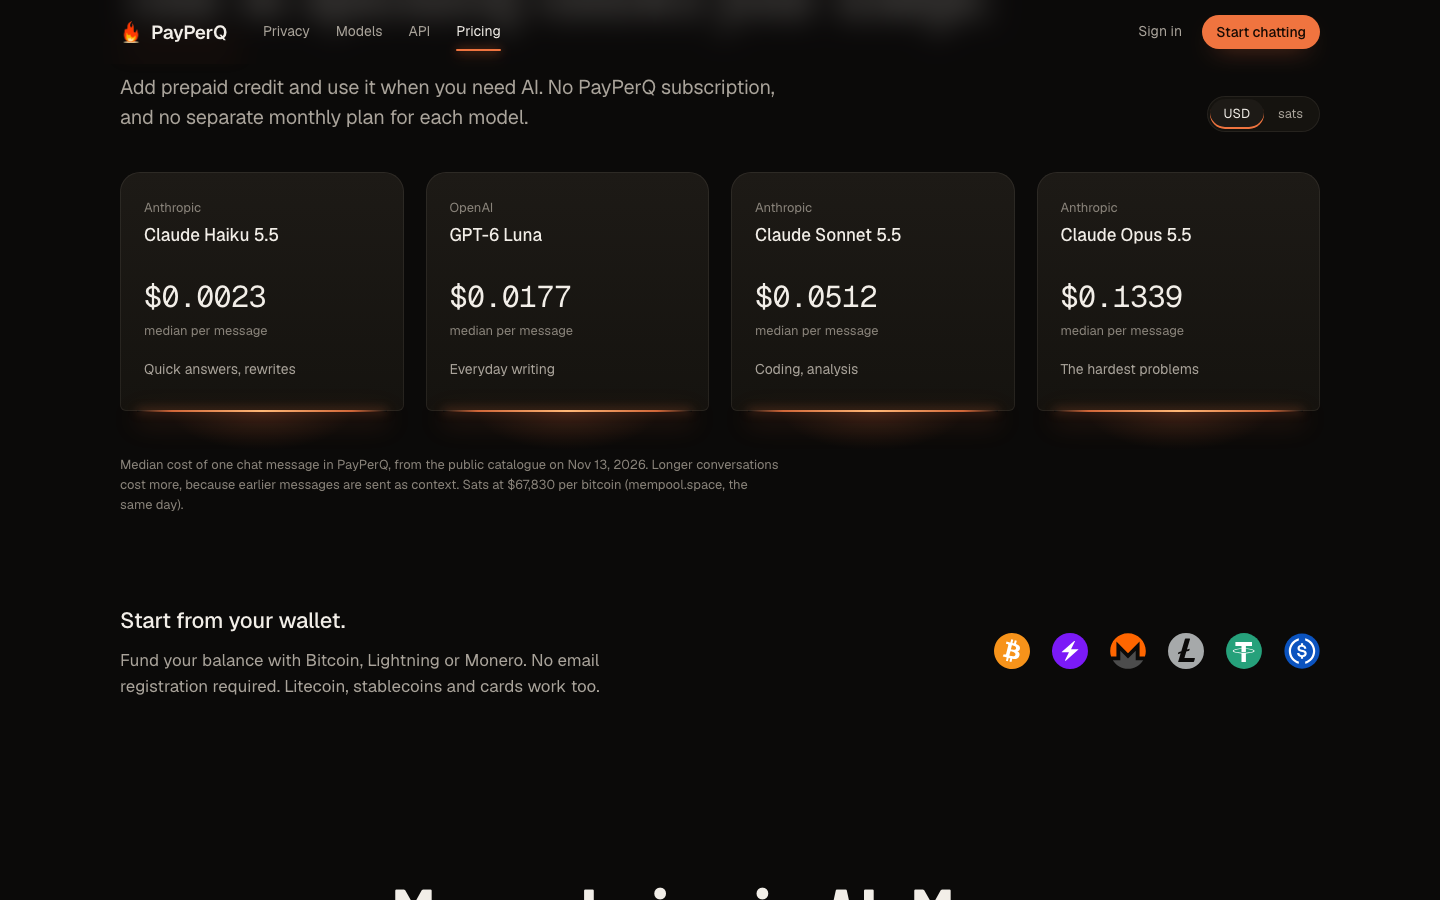 PayPerQ
Privacy
Models
API
Pricing
Sign in
Start chatting
Add prepaid credit and use it when you need AI. No PayPerQ subscription,
and no separate monthly plan for each model.
USD
sats
Anthropic
Claude Haiku 5.5
$0.0023
median per message
Quick answers, rewrites
OpenAI
GPT-6 Luna
$0.0177
median per message
Everyday writing
Anthropic
Claude Sonnet 5.5
$0.0512
median per message
Coding, analysis
Anthropic
Claude Opus 5.5
$0.1339
median per message
The hardest problems
Median cost of one chat message in PayPerQ, from the public catalogue on Nov 13, 2026. Longer conversations
cost more, because earlier messages are sent as context. Sats at $67,830 per bitcoin (mempool.space, the
same day).
Start from your wallet.
Fund your balance with Bitcoin, Lightning or Monero. No email
registration required. Litecoin, stablecoins and cards work too.